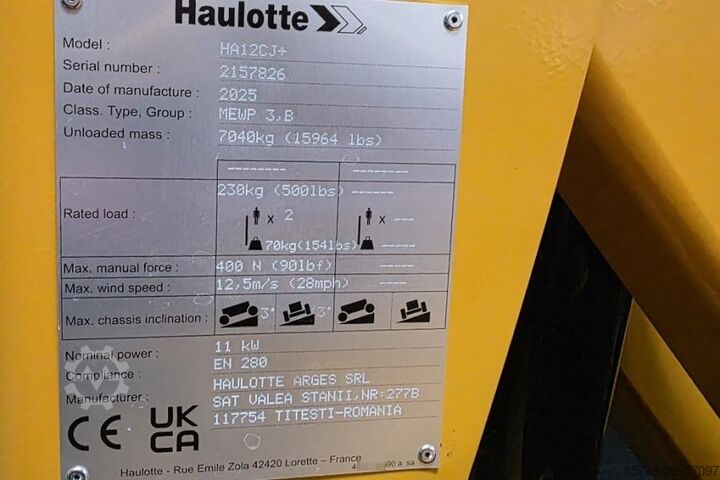 Haulotte
Model : HA12CJ+
Serial number : 2157826
Date of manufacture : 2025
Class. Type, Group : MEWP 3,B
Unloaded mass : 7040kg (15964 lbs)
-------- --------
230kg (500lbs) ------
Rated load : x 2 x ---
70kg(154lbs) -----
Max. manual force : 400 N (90lbf) -----
Max. wind speed : 12,5m/s (28mph) -----
Max. chassis inclination : 3° 3°
Nominal power : 11 kW
Compliance : EN 280
Manufacturer : HAULOTTE ARGES SRL
SAT VALEA STANII,NR:277B
117754 TITESTI-ROMANIA
CE UK CA
Haulotte - Rue Emile Zola 42420 Lorette – France